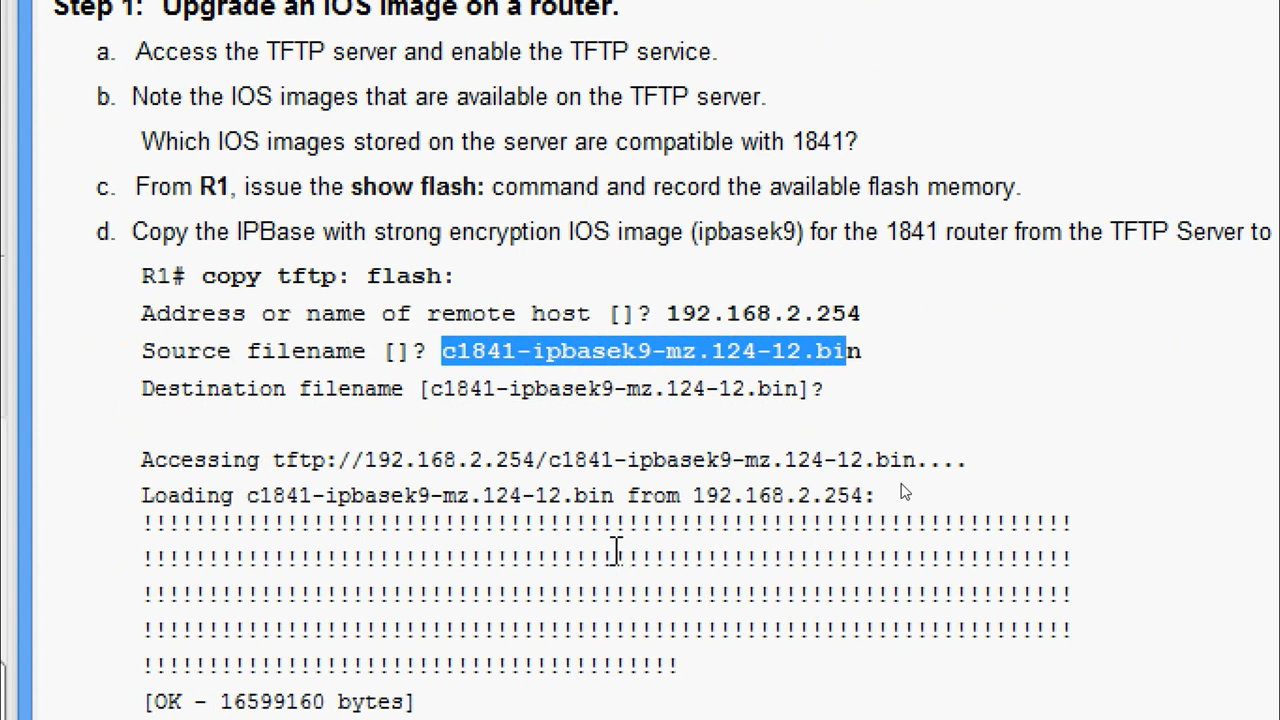 Step 1: Upgrade an IOS image on a router.
a. Access the TFTP server and enable the TFTP service.
b. Note the IOS images that are available on the TFTP server.
Which IOS images stored on the server are compatible with 1841?
c. From R1, issue the show flash: command and record the available flash memory.
d. Copy the IPBase with strong encryption IOS image (ipbasek9) for the 1841 router from the TFTP Server to
R1# copy tftp: flash:
Address or name of remote host []? 192.168.2.254
Source filename []? c1841-ipbasek9-mz.124-12.bin
Destination filename [c1841-ipbasek9-mz.124-12.bin]?
Accessing tftp://192.168.2.254/c1841-ipbasek9-mz.124-12.bin....
Loading c1841-ipbasek9-mz.124-12.bin from 192.168.2.254:
!!!!!!!!!!!!!!!!!!!!!!!!!!!!!!!!!!!!!!!!!!!!!!!!!!!!!!!!!!!!!!!!!!!!!
!!!!!!!!!!!!!!!!!!!!!!!!!!!!!!!!!!!!!!!!!!!!!!!!!!!!!!!!!!!!!!!!!!!!!
!!!!!!!!!!!!!!!!!!!!!!!!!!!!!!!!!!!!!!!!!!!!!!!!!!!!!!!!!!!!!!!!!!!!!
!!!!!!!!!!!!!!!!!!!!!!!!!!!!!!!!!!!!!!!!!!!!!!!!!!!!!!!!!!!!!!!!!!!!!
!!!!!!!!!!!!!!!!!!!!!!!!!!!!!!!!!!!!!!!!
[OK - 16599160 bytes]